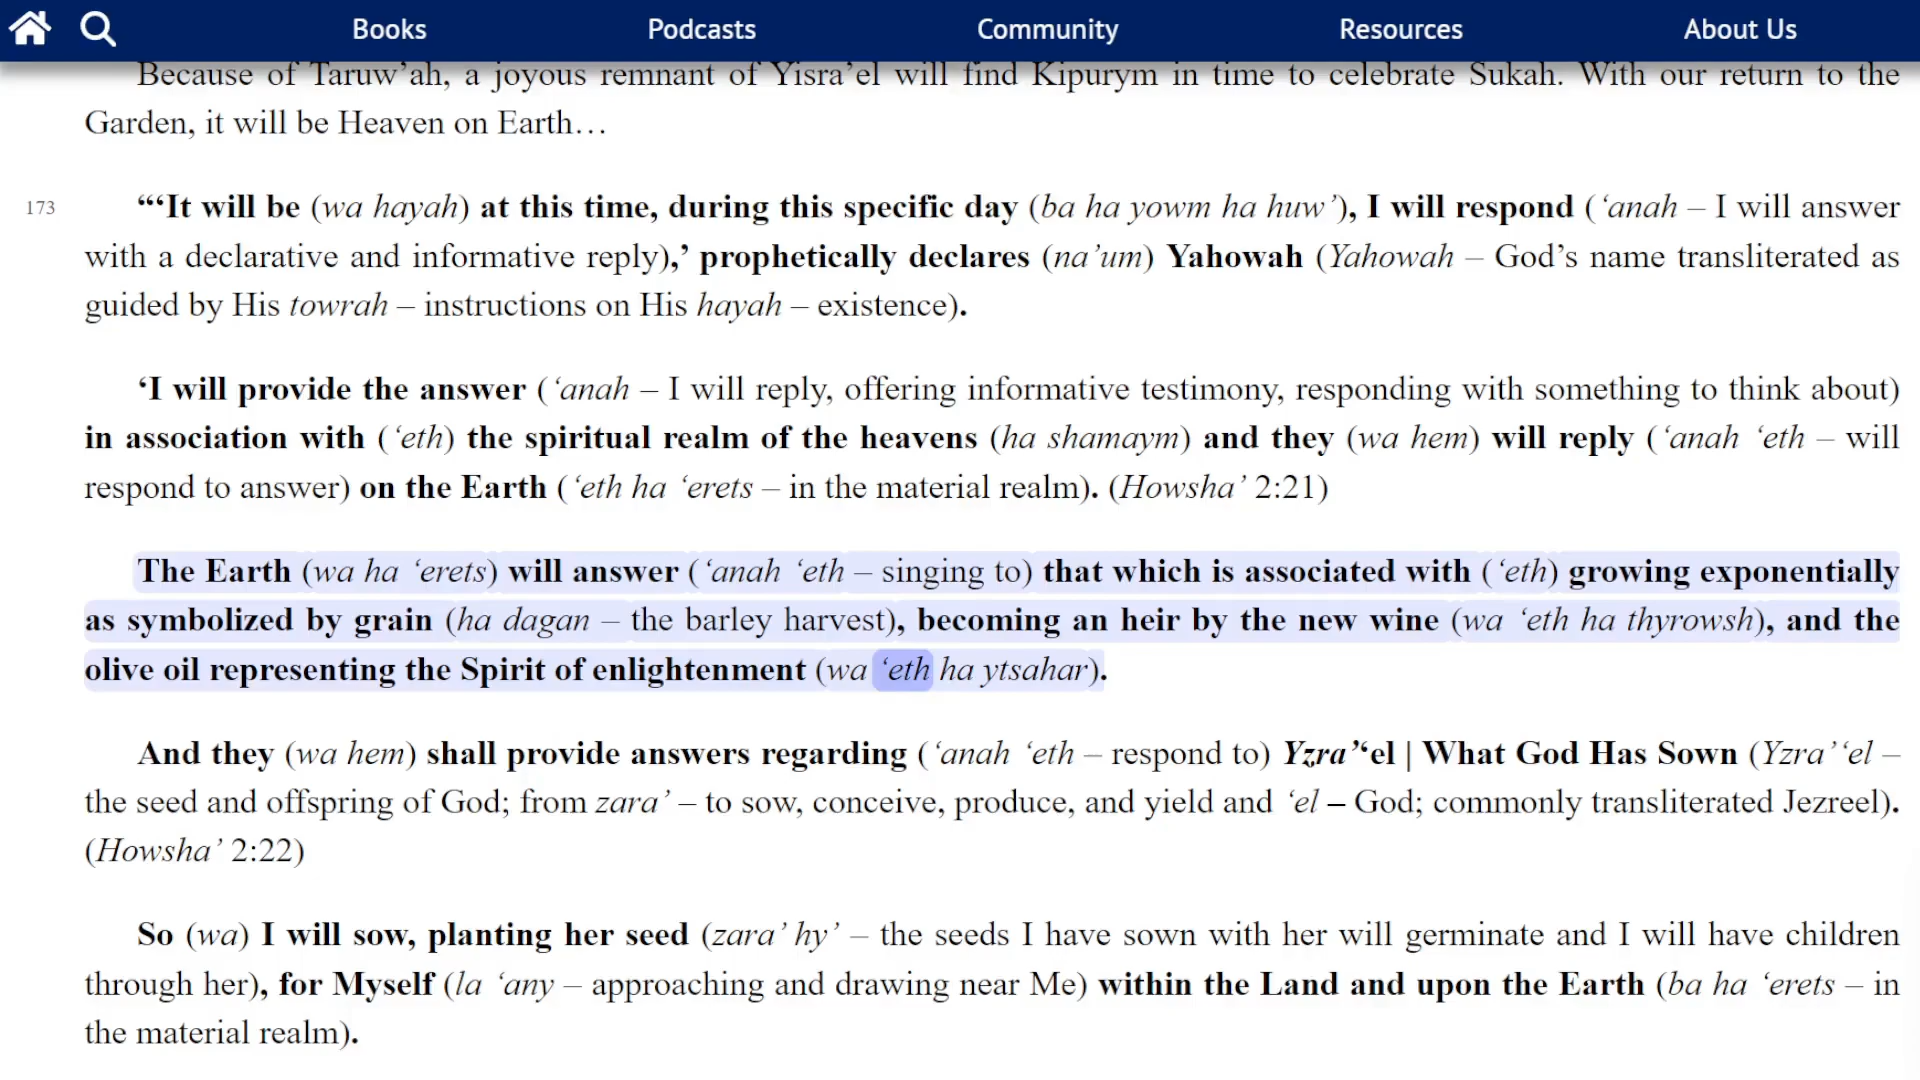 Books Podcasts Community Resources About Us
Because of Taruw’ah, a joyous remnant of Yisra’el will find Kipurym in time to celebrate Sukah. With our return to the
Garden, it will be Heaven on Earth…
173 “‘It will be (wa hayah) at this time, during this specific day (ba ha yowm ha huw’), I will respond (‘anah – I will answer
with a declarative and informative reply),’ prophetically declares (na’um) Yahowah (Yahowah – God’s name transliterated as
guided by His towrah – instructions on His hayah – existence).
‘I will provide the answer (‘anah – I will reply, offering informative testimony, responding with something to think about)
in association with (‘eth) the spiritual realm of the heavens (ha shamaym) and they (wa hem) will reply (‘anah ‘eth – will
respond to answer) on the Earth (‘eth ha ‘erets – in the material realm). (Howsha’ 2:21)
The Earth (wa ha ‘erets) will answer (‘anah ‘eth – singing to) that which is associated with (‘eth) growing exponentially
as symbolized by grain (ha dagan – the barley harvest), becoming an heir by the new wine (wa ‘eth ha thyrowsh), and the
olive oil representing the Spirit of enlightenment (wa ‘eth ha ytsahar).
And they (wa hem) shall provide answers regarding (‘anah ‘eth – respond to) Yzra’‘el | What God Has Sown (Yzra’‘el –
the seed and offspring of God; from zara’ – to sow, conceive, produce, and yield and ‘el – God; commonly transliterated Jezreel).
(Howsha’ 2:22)
So (wa) I will sow, planting her seed (zara’ hy’ – the seeds I have sown with her will germinate and I will have children
through her), for Myself (la ‘any – approaching and drawing near Me) within the Land and upon the Earth (ba ha ‘erets – in
the material realm).